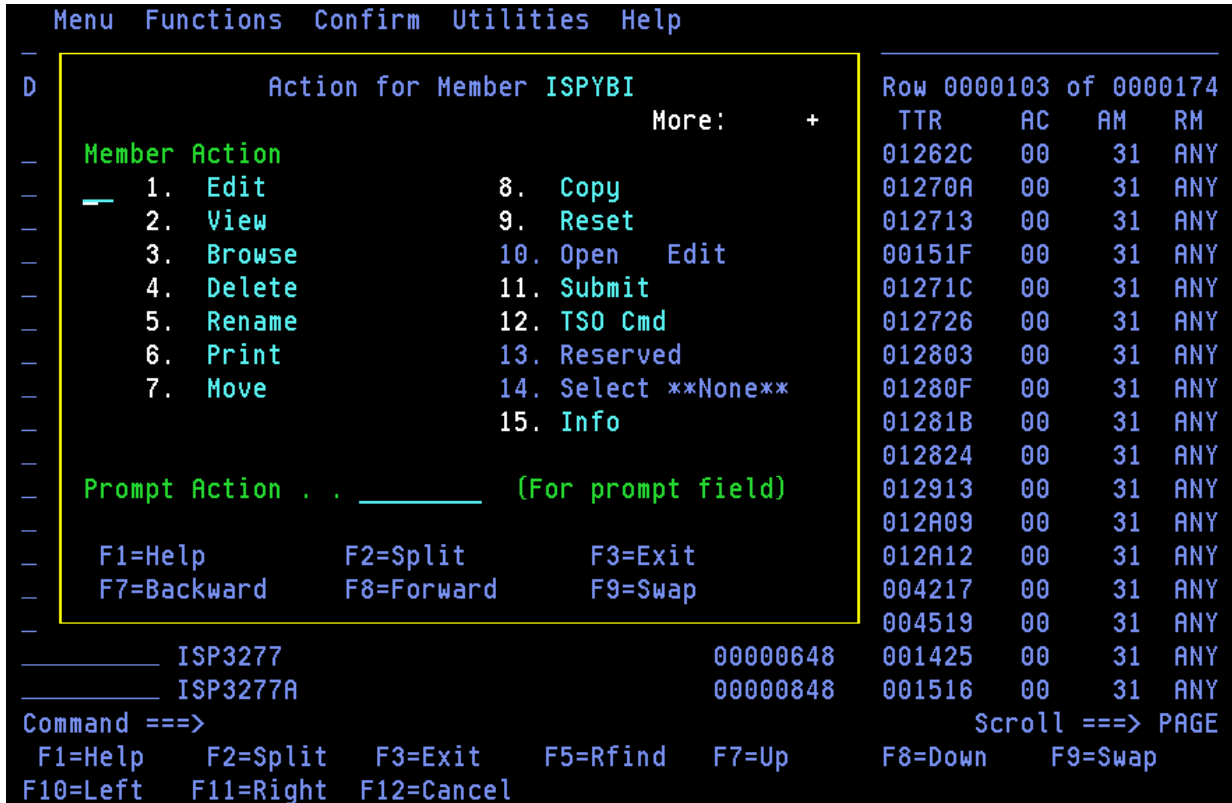 Menu  Functions  Confirm  Utilities  Help
D  Action for Member ISPYBI  Row 0000103 of 0000174
More:  +  TTR  AC  AM  RM
Member Action  01262C  00  31  ANY
__  1.  Edit  8.  Copy  01270A  00  31  ANY
2.  View  9.  Reset  012713  00  31  ANY
3.  Browse  10. Open  Edit  00151F  00  31  ANY
4.  Delete  11. Submit  01271C  00  31  ANY
5.  Rename  12. TSO Cmd  012726  00  31  ANY
6.  Print  13. Reserved  012803  00  31  ANY
7.  Move  14. Select **None**  01280F  00  31  ANY
15. Info  01281B  00  31  ANY
012824  00  31  ANY
Prompt Action . . ________  (For prompt field)  012913  00  31  ANY
012A09  00  31  ANY
F1=Help  F2=Split  F3=Exit  012A12  00  31  ANY
F7=Backward  F8=Forward  F9=Swap  004217  00  31  ANY
004519  00  31  ANY
_________ ISP3277  00000648  001425  00  31  ANY
_________ ISP3277A  00000848  001516  00  31  ANY
Command ===>  Scroll ===> PAGE
F1=Help  F2=Split  F3=Exit  F5=Rfind  F7=Up  F8=Down  F9=Swap
F10=Left  F11=Right  F12=Cancel